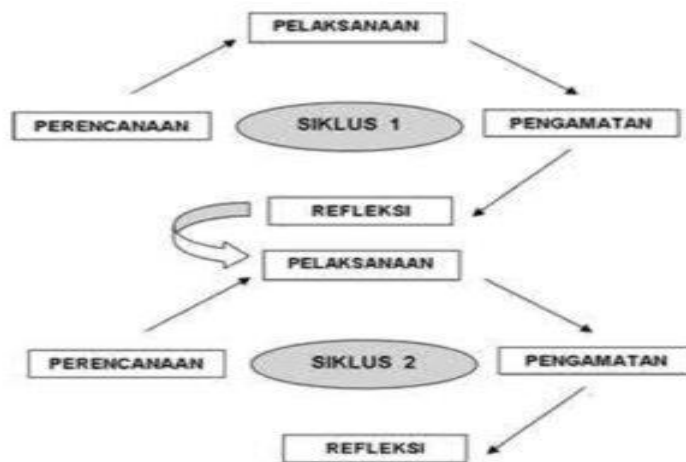 PELAKSANAAN
PERENCANAAN
SIKLUS 1
PENGAMATAN
REFLEKSI
PELAKSANAAN
PERENCANAAN
SIKLUS 2
PENGAMATAN
REFLEKSI